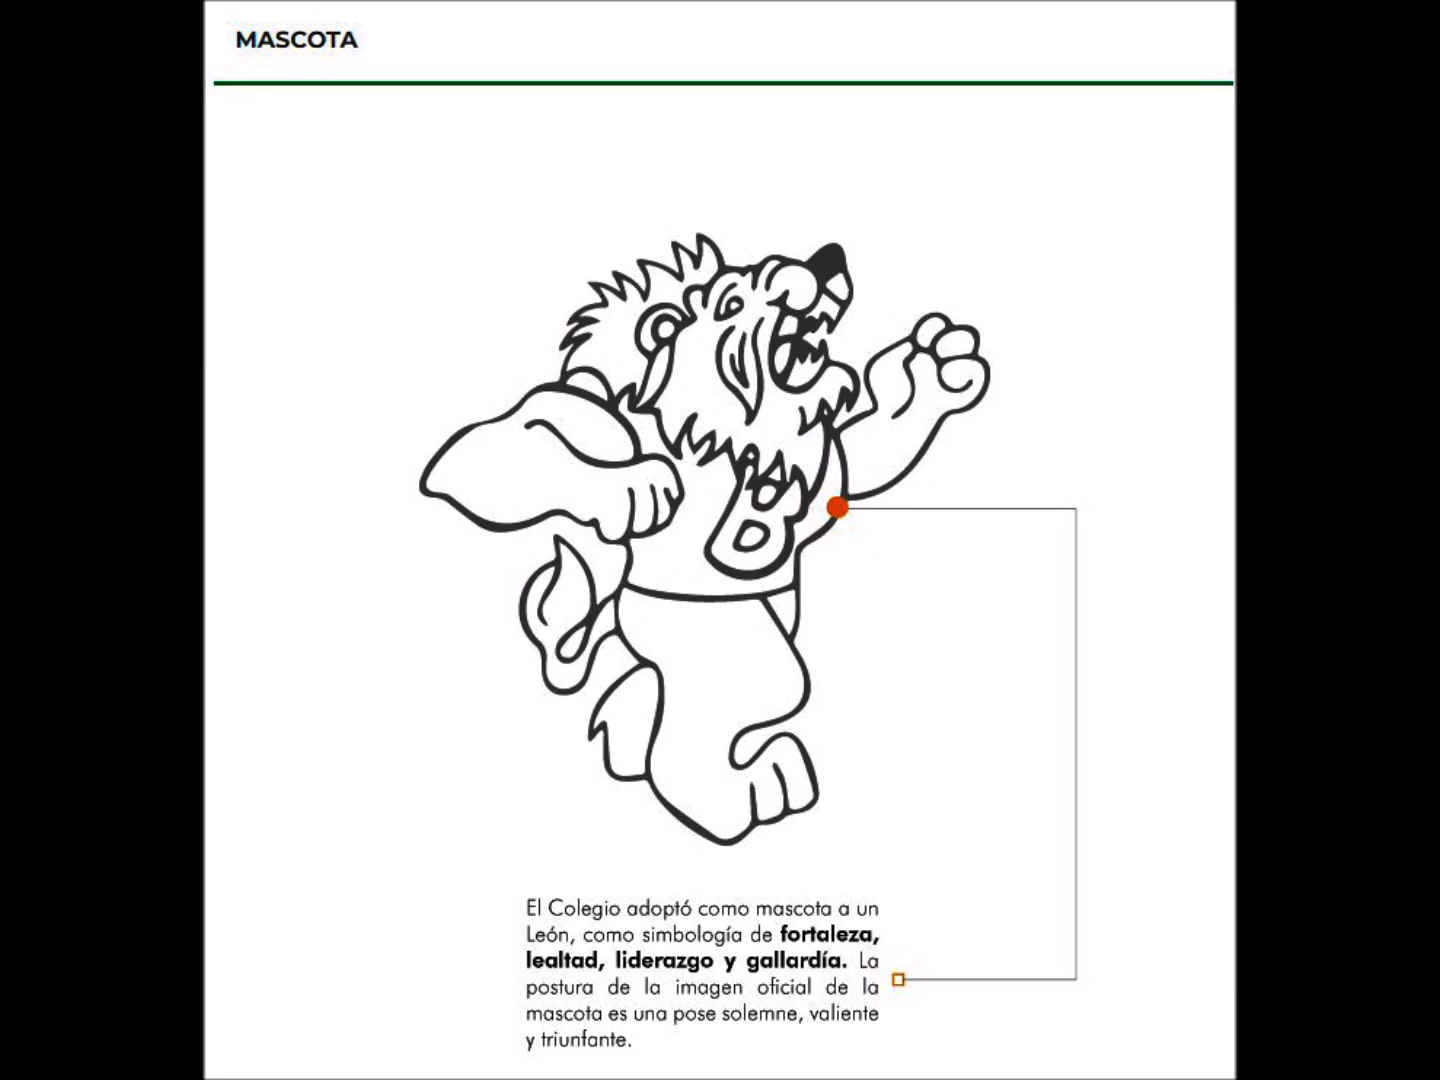 MASCOTA
B
El Colegio adoptó como mascota a un
León, como simbología de fortaleza,
lealtad, liderazgo y gallardía. La
postura de la imagen oficial de la
mascota es una pose solemne, valiente
y triunfante.